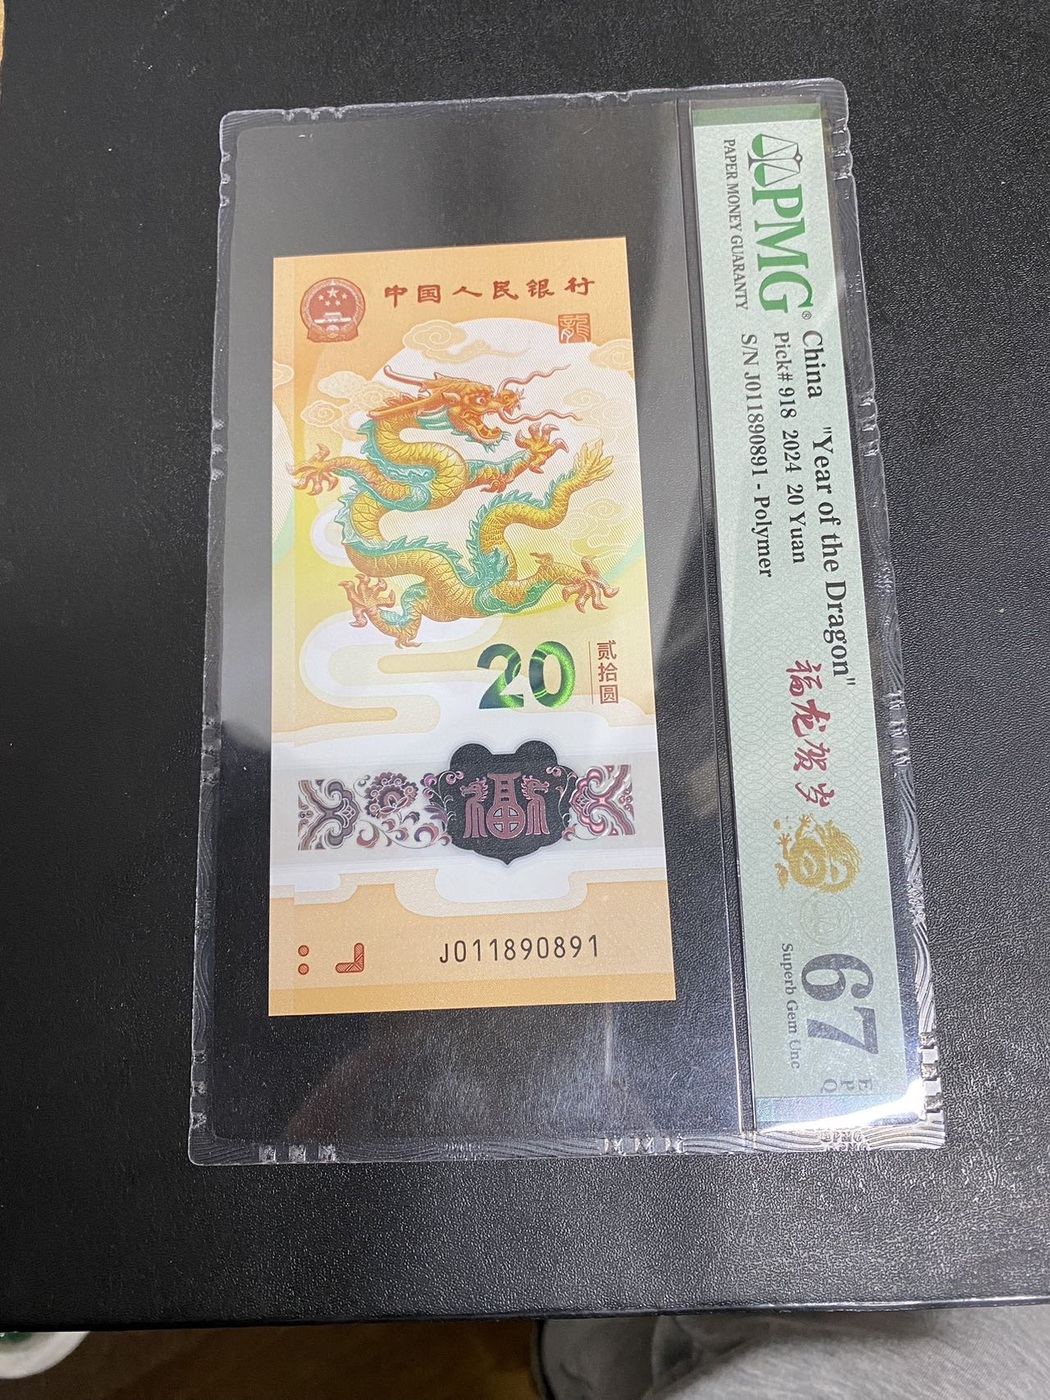 中国人民银行
龍
20
贰拾圆
福
J011890891
PMG®
PAPER MONEY GUARANTY
China "Year of the Dragon"
Pick# 918 2024 20 Yuan
S/N J011890891 - Polymer
福龙贺岁
67
EPQ
Superb Gem Unc